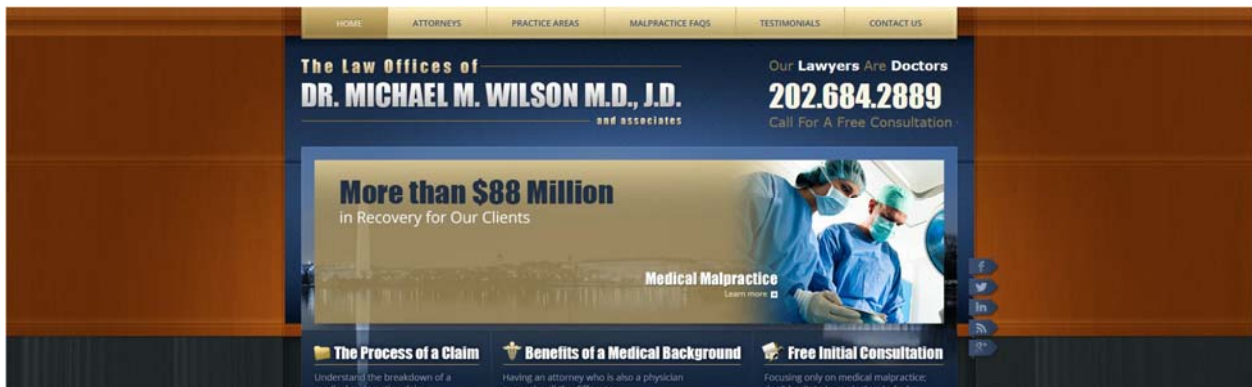 HOME ATTORNEYS PRACTICE AREAS MALPRACTICE FAQS TESTIMONIALS CONTACT US
The Law Offices of
DR. MICHAEL M. WILSON M.D., J.D.
and associates
Our Lawyers Are Doctors
202.684.2889
Call For A Free Consultation
More than $88 Million
in Recovery for Our Clients
Medical Malpractice
Learn more
The Process of a Claim
Understand the breakdown of a
Benefits of a Medical Background
Having an attorney who is also a physician
Free Initial Consultation
Focusing only on medical malpractice;